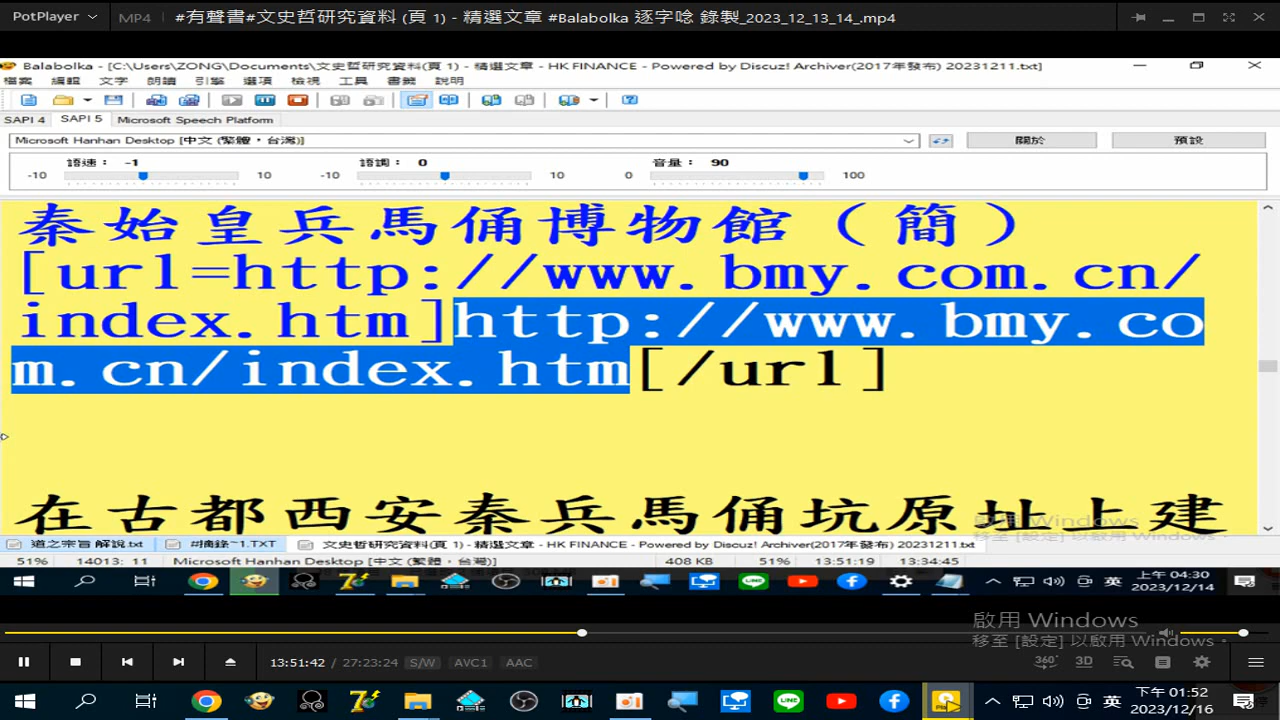 PotPlayer MP4 #有聲書#文史哲研究資料 (頁 1) - 精選文章 #Balabolka 逐字唸 錄製_2023_12_13_14_.mp4
Balabolka - [C:\Users\ZONG\Documents\文史哲研究資料(頁 1) - 精選文章 - HK FINANCE - Powered by Discuz! Archiver(2017年發布) 20231211.txt]
檔案 編輯 文字 朗讀 引擎 選項 檢視 工具 書籤 說明
SAPI 4 SAPI 5 Microsoft Speech Platform
Microsoft Hanhan Desktop [中文 (繁體，台灣)] 關於 預設
語速： -1 語調： 0 音量： 90
-10 10 -10 10 0 100
秦始皇兵馬俑博物館（簡）
[url=http://www.bmy.com.cn/
index.htm]http://www.bmy.co
m.cn/index.htm[/url]
在古都西安秦兵馬俑坑原址上建
啟用 Windows
移至 [設定] 以啟用 Windows。
道之宗旨 解說.txt #摘錄~1.TXT 文史哲研究資料(頁 1) - 精選文章 - HK FINANCE - Powered by Discuz! Archiver(2017年發布) 20231211.txt
51% 14013: 11 Microsoft Hanhan Desktop [中文 (繁體，台灣)] 408 KB 51% 13:51:19 13:34:45
英 上午 04:30
2023/12/14
啟用 Windows
移至 [設定] 以啟用 Windows。
13:51:42 / 27:23:24 S/W AVC1 AAC 360° 3D
英 下午 01:52
2023/12/16